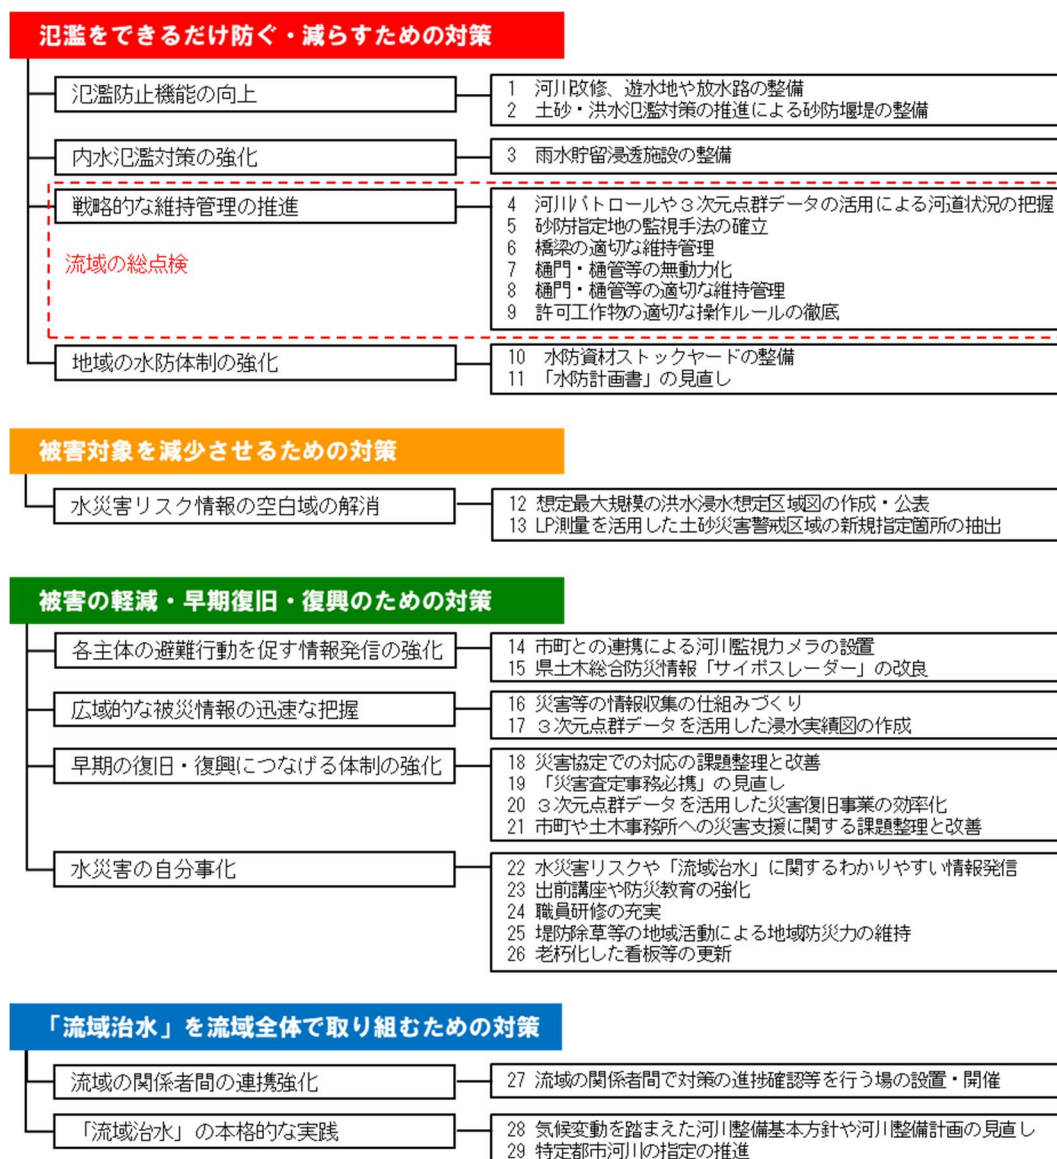 氾濫をできるだけ防ぐ・減らすための対策
氾濫防止機能の向上
1 河川改修、遊水地や放水路の整備
2 土砂・洪水氾濫対策の推進による砂防堰堤の整備
内水氾濫対策の強化
3 雨水貯留浸透施設の整備
戦略的な維持管理の推進
流域の総点検
4 河川パトロールや3次元点群データの活用による河道状況の把握
5 砂防指定地の監視手法の確立
6 橋梁の適切な維持管理
7 樋門・樋管等の無動力化
8 樋門・樋管等の適切な維持管理
9 許可工作物の適切な操作ルールの徹底
地域の水防体制の強化
10 水防資材ストックヤードの整備
11 「水防計画書」の見直し
被害対象を減少させるための対策
水災害リスク情報の空白域の解消
12 想定最大規模の洪水浸水想定区域図の作成・公表
13 LP測量を活用した土砂災害警戒区域の新規指定箇所の抽出
被害の軽減・早期復旧・復興のための対策
各主体の避難行動を促す情報発信の強化
14 市町との連携による河川監視カメラの設置
15 県土木総合防災情報「サイポスレーダー」の改良
広域的な被災情報の迅速な把握
16 災害等の情報収集の仕組みづくり
17 3次元点群データを活用した浸水実績図の作成
早期の復旧・復興につなげる体制の強化
18 災害協定での対応の課題整理と改善
19 「災害査定事務必携」の見直し
20 3次元点群データを活用した災害復旧事業の効率化
21 市町や土木事務所への災害支援に関する課題整理と改善
水災害の自分事化
22 水災害リスクや「流域治水」に関するわかりやすい情報発信
23 出前講座や防災教育の強化
24 職員研修の充実
25 堤防除草等の地域活動による地域防災力の維持
26 老朽化した看板等の更新
「流域治水」を流域全体で取り組むための対策
流域の関係者間の連携強化
27 流域の関係者間で対策の進捗確認等を行う場の設置・開催
「流域治水」の本格的な実践
28 気候変動を踏まえた河川整備基本方針や河川整備計画の見直し
29 特定都市河川の指定の推進